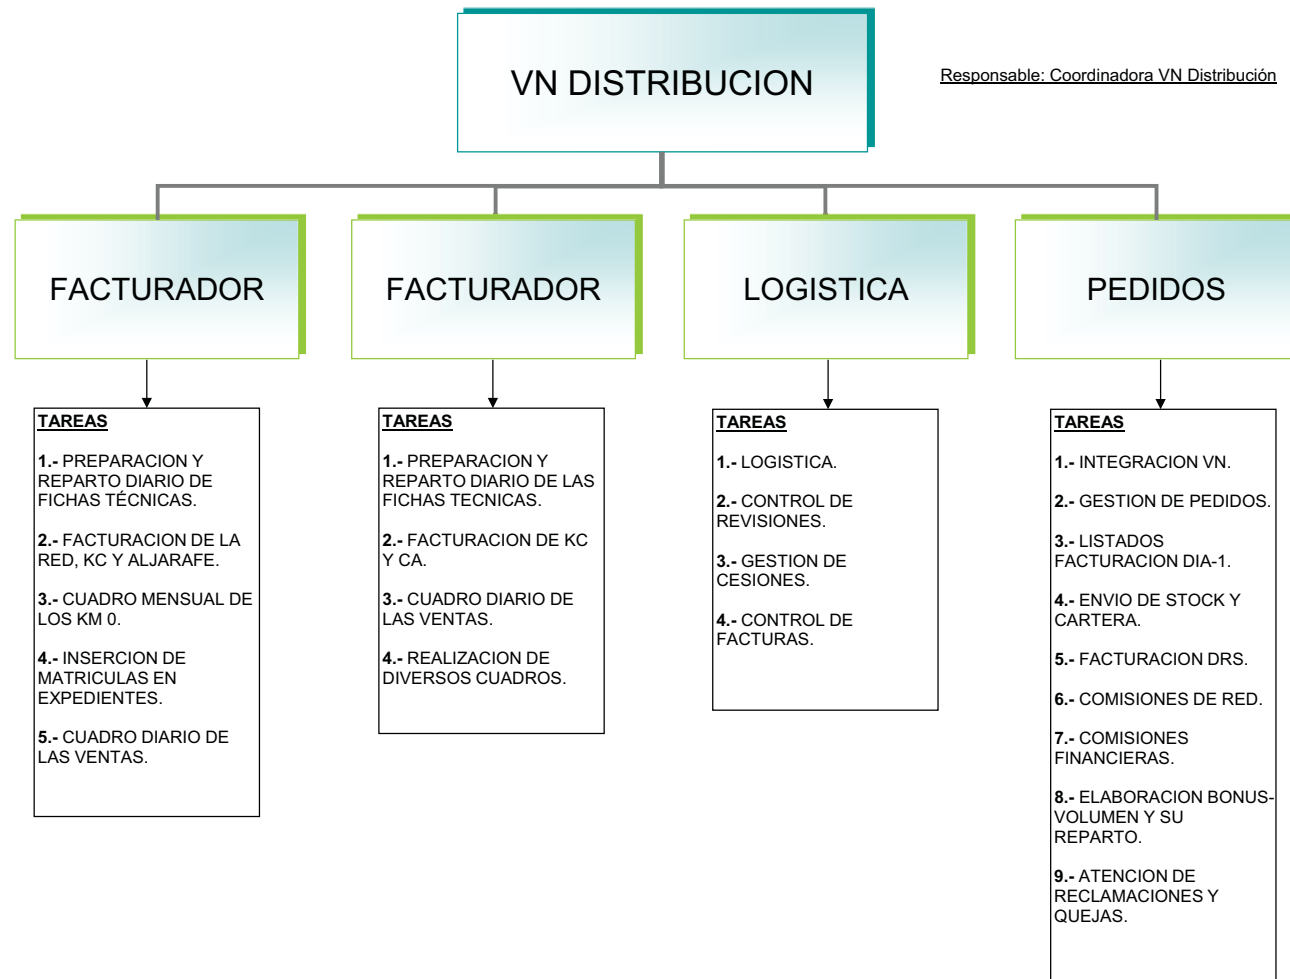 VN DISTRIBUCION
Responsable: Coordinadora VN Distribución
FACTURADOR
FACTURADOR
LOGISTICA
PEDIDOS
TAREAS
1.- PREPARACION Y
REPARTO DIARIO DE
FICHAS TÉCNICAS.
2.- FACTURACION DE LA
RED, KC Y ALJARAFE.
3.- CUADRO MENSUAL DE
LOS KM 0.
4.- INSERCION DE
MATRICULAS EN
EXPEDIENTES.
5.- CUADRO DIARIO DE
LAS VENTAS.
TAREAS
1.- PREPARACION Y
REPARTO DIARIO DE LAS
FICHAS TECNICAS.
2.- FACTURACION DE KC
Y CA.
3.- CUADRO DIARIO DE
LAS VENTAS.
4.- REALIZACION DE
DIVERSOS CUADROS.
TAREAS
1.- LOGISTICA.
2.- CONTROL DE
REVISIONES.
3.- GESTION DE
CESIONES.
4.- CONTROL DE
FACTURAS.
TAREAS
1.- INTEGRACION VN.
2.- GESTION DE PEDIDOS.
3.- LISTADOS
FACTURACION DIA-1.
4.- ENVIO DE STOCK Y
CARTERA.
5.- FACTURACION DRS.
6.- COMISIONES DE RED.
7.- COMISIONES
FINANCIERAS.
8.- ELABORACION BONUS-
VOLUMEN Y SU
REPARTO.
9.- ATENCION DE
RECLAMACIONES Y
QUEJAS.